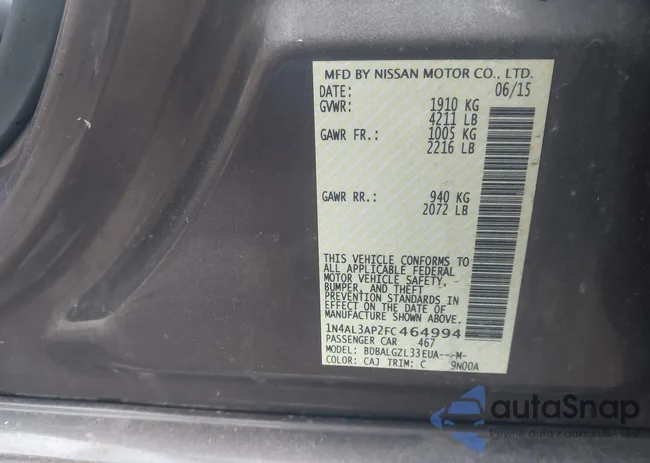 MFD BY NISSAN MOTOR CO., LTD.
DATE: 06/15
GVWR: 1910 KG
4211 LB
GAWR FR.: 1005 KG
2216 LB
GAWR RR.: 940 KG
2072 LB
THIS VEHICLE CONFORMS TO
ALL APPLICABLE FEDERAL
MOTOR VEHICLE SAFETY,
BUMPER, AND THEFT
PREVENTION STANDARDS IN
EFFECT ON THE DATE OF
MANUFACTURE SHOWN ABOVE.
1N4AL3AP2FC464994
PASSENGER CAR 467
MODEL: BDBALGZL33EUA----M-
COLOR: CAJ TRIM: C 9N00A
autaSnap